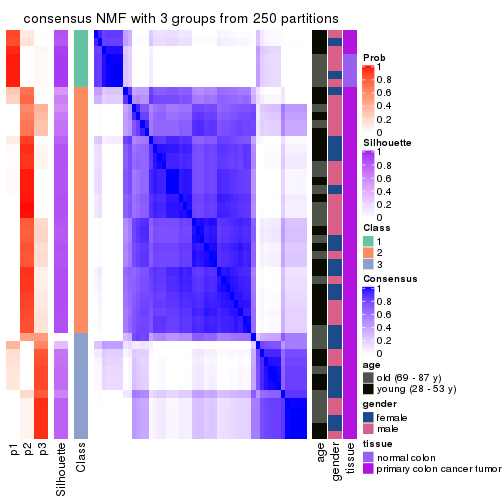 consensus NMF with 3 groups from 250 partitions
Prob
1
0.8
0.6
0.4
0.2
0
Silhouette
1
0.8
0.6
0.4
0.2
0
Class
1
2
3
Consensus
1
0.8
0.6
0.4
0.2
0
age
old (69 - 87 y)
young (28 - 53 y)
gender
female
male
tissue
normal colon
primary colon cancer tumor
p1
p2
p3
Silhouette
Class
age
gender
tissue